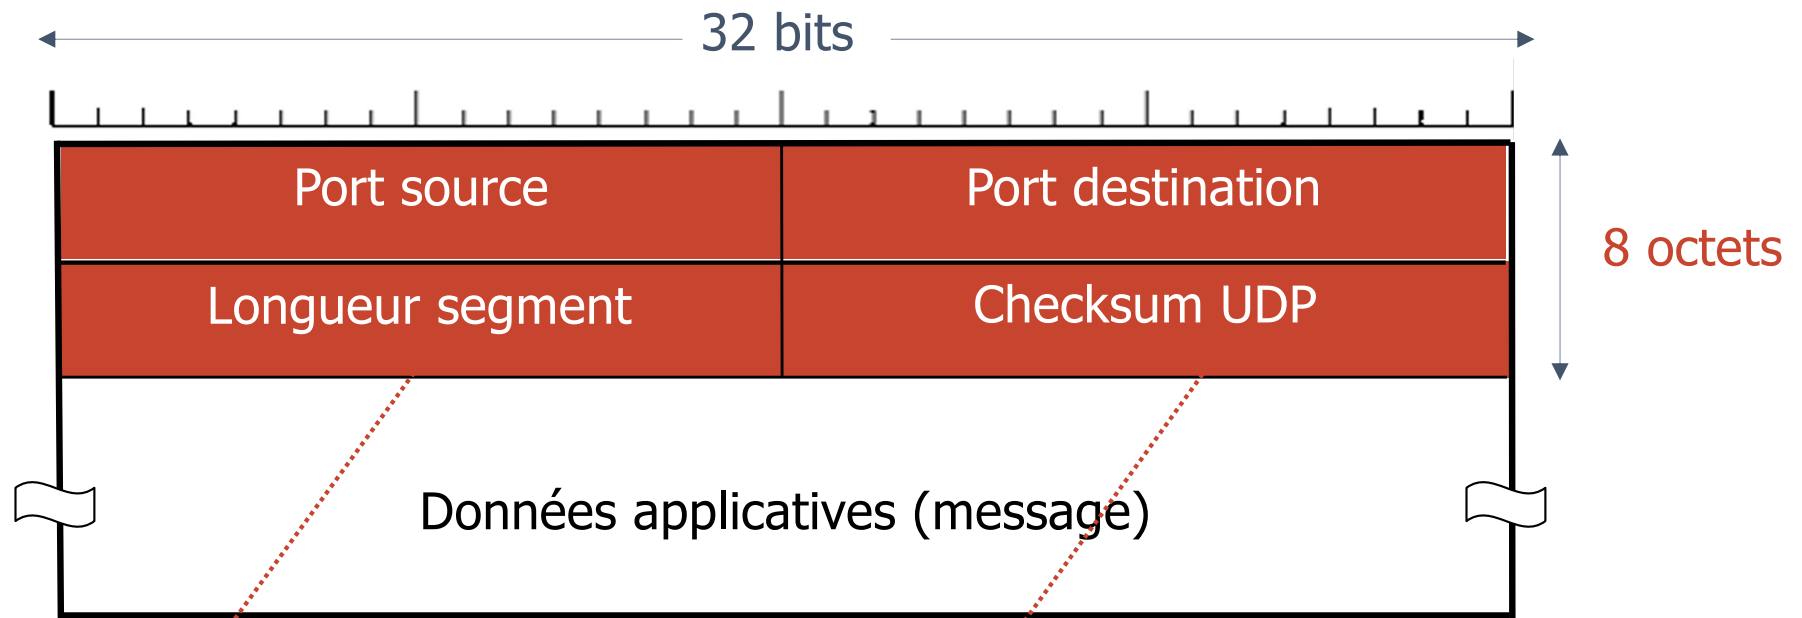 32 bits
Port source
Port destination
8 octets
Longueur segment
Checksum UDP
Données applicatives (message)